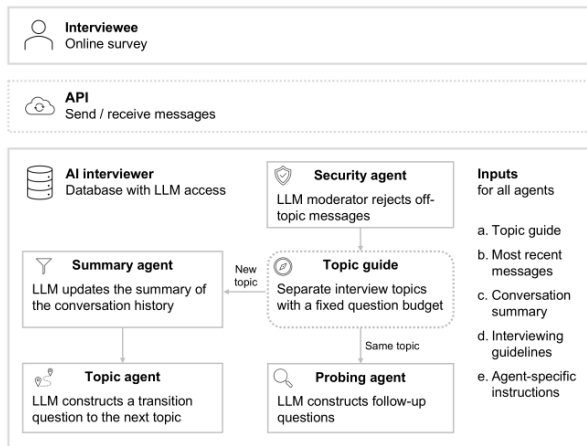 Interviewee
Online survey
API
Send / receive messages
AI interviewer
Database with LLM access
Security agent
LLM moderator rejects off-
topic messages
Inputs
for all agents
a. Topic guide
b. Most recent
messages
c. Conversation
summary
d. Interviewing
guidelines
e. Agent-specific
instructions
Summary agent
LLM updates the summary of
the conversation history
New
topic
Topic guide
Separate interview topics
with a fixed question budget
Same topic
Topic agent
LLM constructs a transition
question to the next topic
Probing agent
LLM constructs follow-up
questions